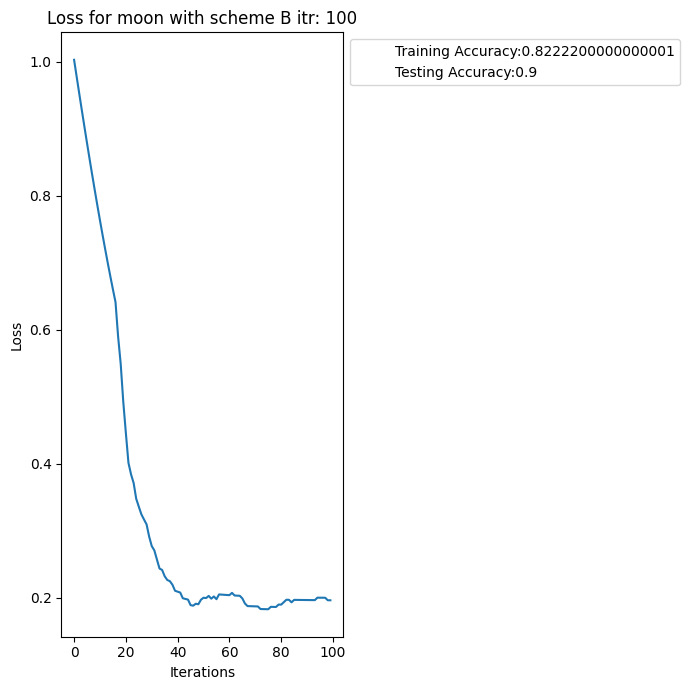 Loss for moon with scheme B itr: 100
Training Accuracy:0.8222200000000001
Testing Accuracy:0.9
1.0
0.8
0.6
0.4
0.2
Loss
0 20 40 60 80 100
Iterations